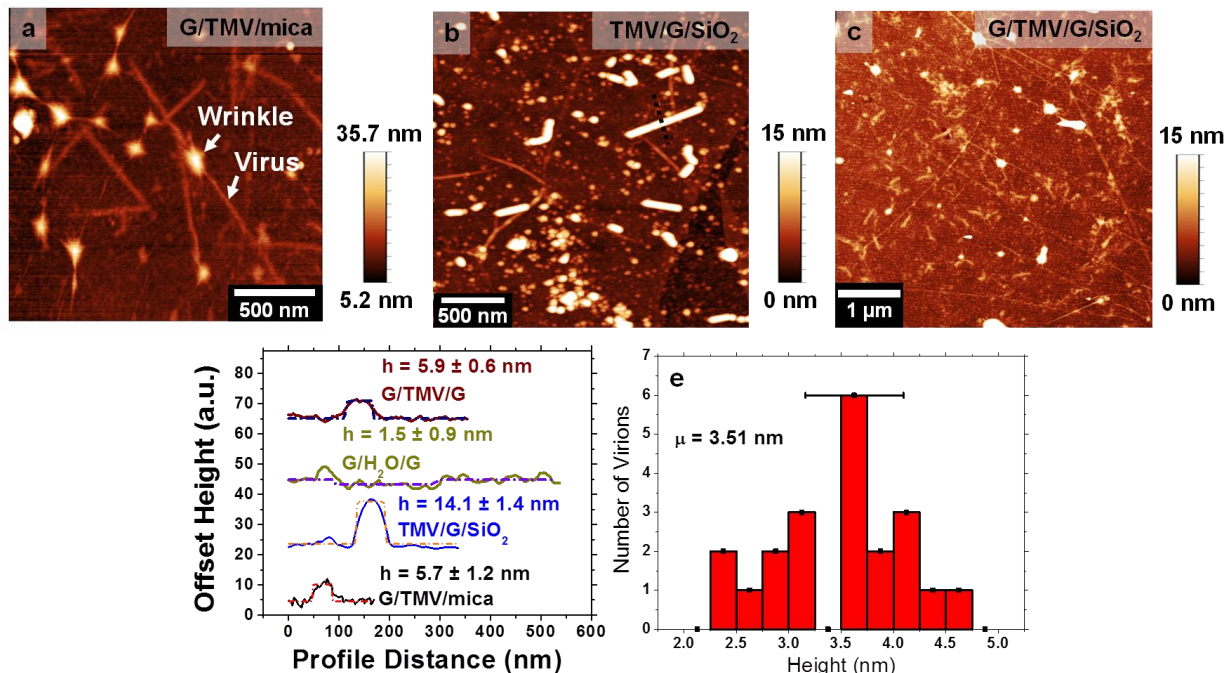 a
G/TMV/mica
Wrinkle
Virus
500 nm
35.7 nm
5.2 nm
b
TMV/G/SiO₂
500 nm
15 nm
0 nm
c
G/TMV/G/SiO₂
1 µm
15 nm
0 nm
Offset Height (a.u.)
80
70
60
50
40
30
20
10
0
h = 5.9 ± 0.6 nm
G/TMV/G
h = 1.5 ± 0.9 nm
G/H₂O/G
h = 14.1 ± 1.4 nm
TMV/G/SiO₂
h = 5.7 ± 1.2 nm
G/TMV/mica
0 100 200 300 400 500 600
Profile Distance (nm)
e
μ = 3.51 nm
Number of Virions
7
6
5
4
3
2
1
0
2.0 2.5 3.0 3.5 4.0 4.5 5.0
Height (nm)